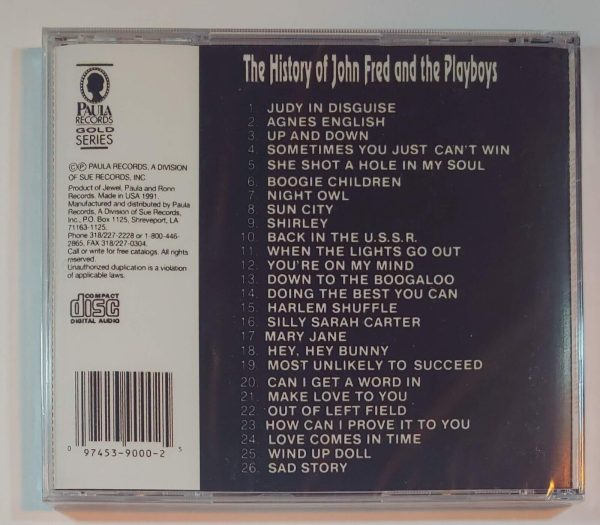 PAULA
RECORDS
GOLD
SERIES
©℗ PAULA RECORDS, A DIVISION
OF SUE RECORDS, INC.
Product of Jewel, Paula and Ronn
Records. Made in USA 1991.
Manufactured and distributed by Paula
Records, A Division of Sue Records,
Inc., P.O. Box 1125, Shreveport, LA
71163-1125.
Phone 318/227-2228 or 1-800-446-
2865, FAX 318/227-0304.
Call or write for free catalogs. All rights
reserved.
Unauthorized duplication is a violation
of applicable laws.
COMPACT
disc
DIGITAL AUDIO
0 97453-9000-2 5
The History of John Fred and the Playboys
1. JUDY IN DISGUISE
2. AGNES ENGLISH
3. UP AND DOWN
4. SOMETIMES YOU JUST CAN'T WIN
5. SHE SHOT A HOLE IN MY SOUL
6. BOOGIE CHILDREN
7. NIGHT OWL
8. SUN CITY
9. SHIRLEY
10. BACK IN THE U.S.S.R.
11. WHEN THE LIGHTS GO OUT
12. YOU'RE ON MY MIND
13. DOWN TO THE BOOGALOO
14. DOING THE BEST YOU CAN
15. HARLEM SHUFFLE
16. SILLY SARAH CARTER
17. MARY JANE
18. HEY, HEY BUNNY
19. MOST UNLIKELY TO SUCCEED
20. CAN I GET A WORD IN
21. MAKE LOVE TO YOU
22. OUT OF LEFT FIELD
23. HOW CAN I PROVE IT TO YOU
24. LOVE COMES IN TIME
25. WIND UP DOLL
26. SAD STORY